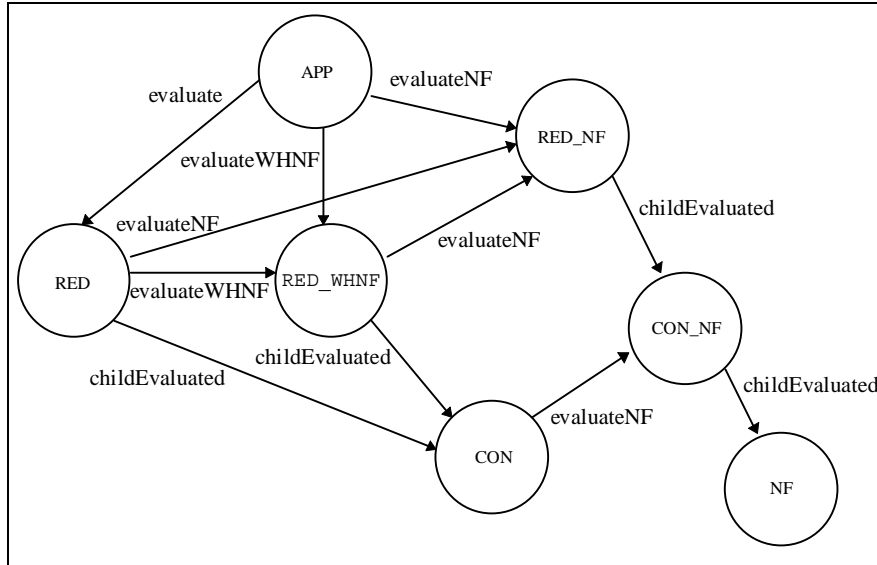 APP
evaluateNF
evaluate
RED_NF
evaluateWHNF
childEvaluated
evaluateNF
evaluateNF
RED
RED_WHNF
evaluateWHNF
CON_NF
childEvaluated
childEvaluated
childEvaluated
evaluateNF
CON
NF